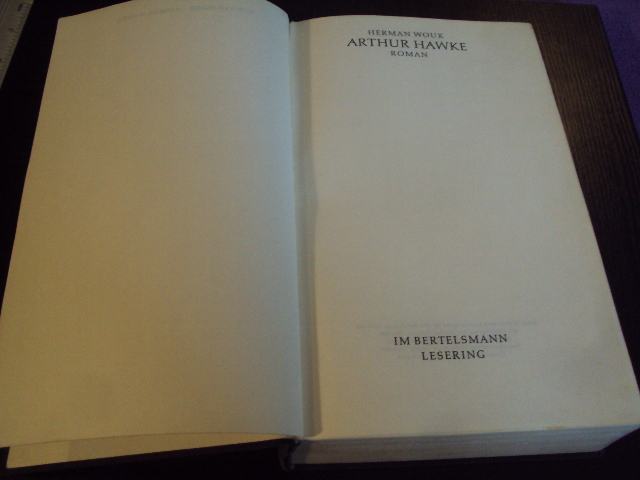 HERMAN WOUK
ARTHUR HAWKE
ROMAN
IM BERTELSMANN
LESERING